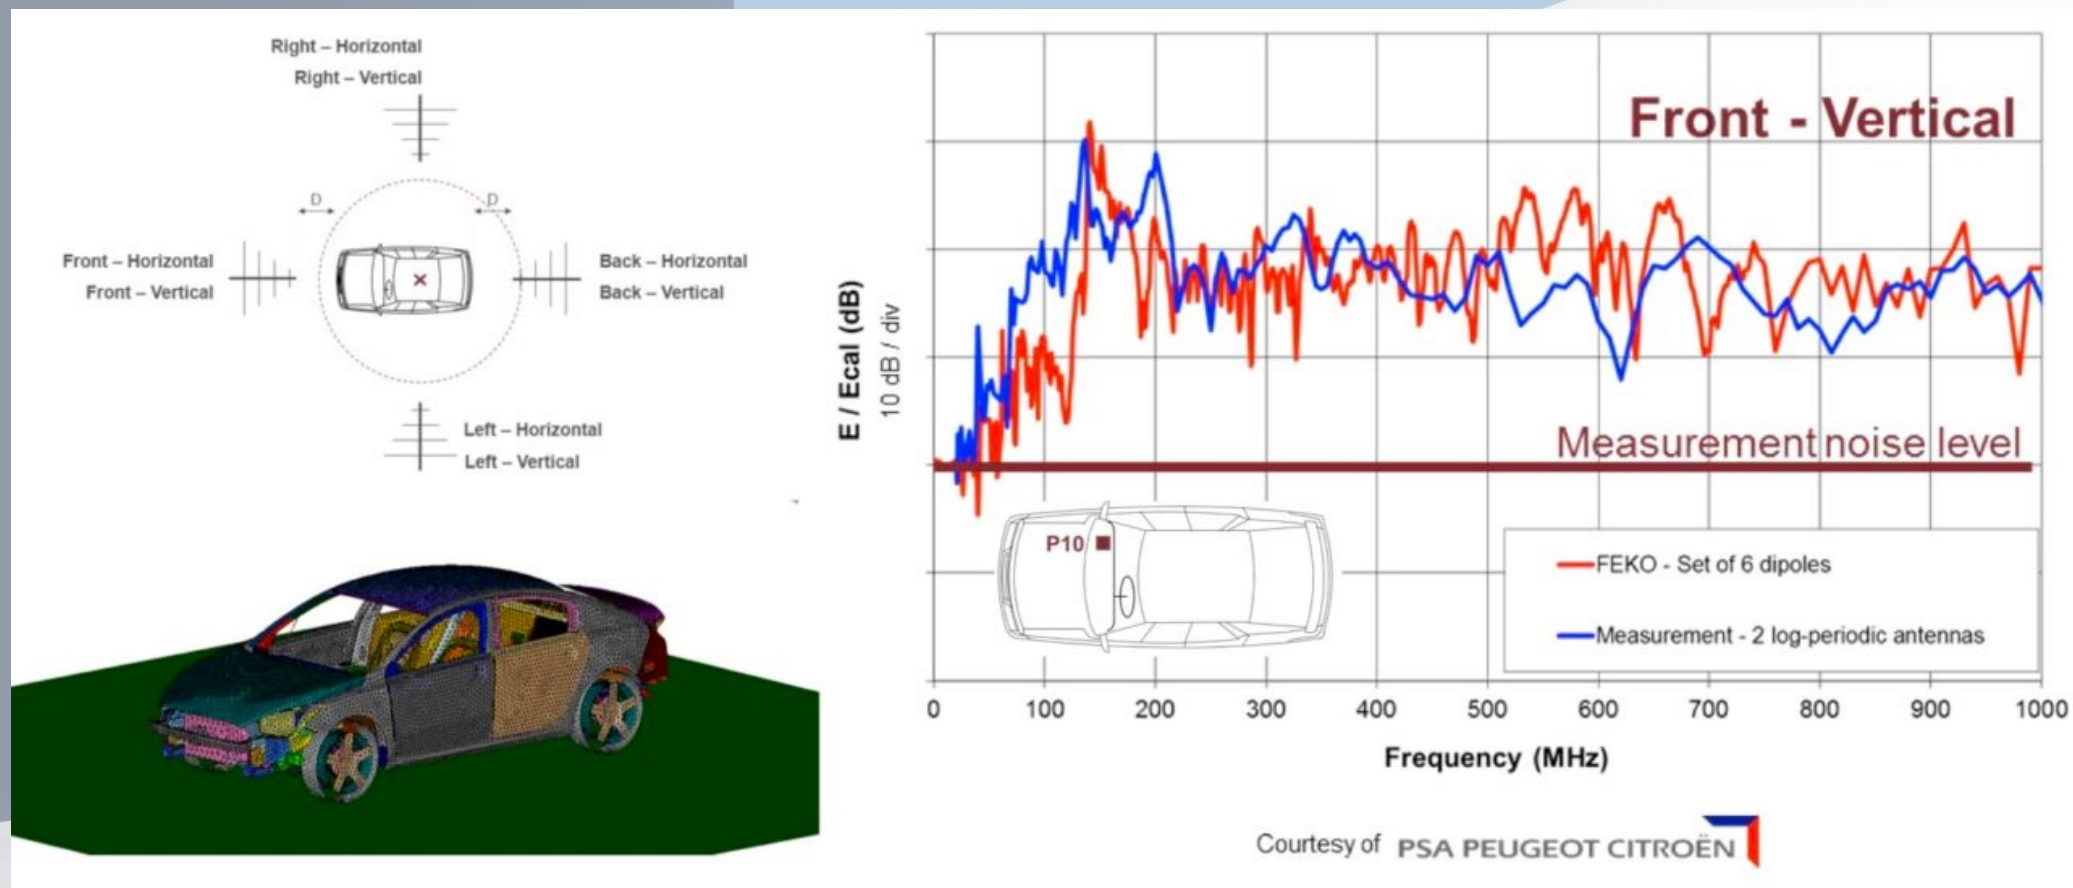 Right – Horizontal
Right – Vertical
D
D
Front – Horizontal
Front – Vertical
Back – Horizontal
Back – Vertical
Left – Horizontal
Left – Vertical
Front - Vertical
E / Ecal (dB)
10 dB / div
Measurement noise level
P10
FEKO - Set of 6 dipoles
Measurement - 2 log-periodic antennas
0 100 200 300 400 500 600 700 800 900 1000
Frequency (MHz)
Courtesy of PSA PEUGEOT CITROËN